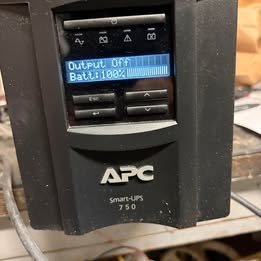 Output Off
Batt:100%
Esc
APC
Smart-UPS
750